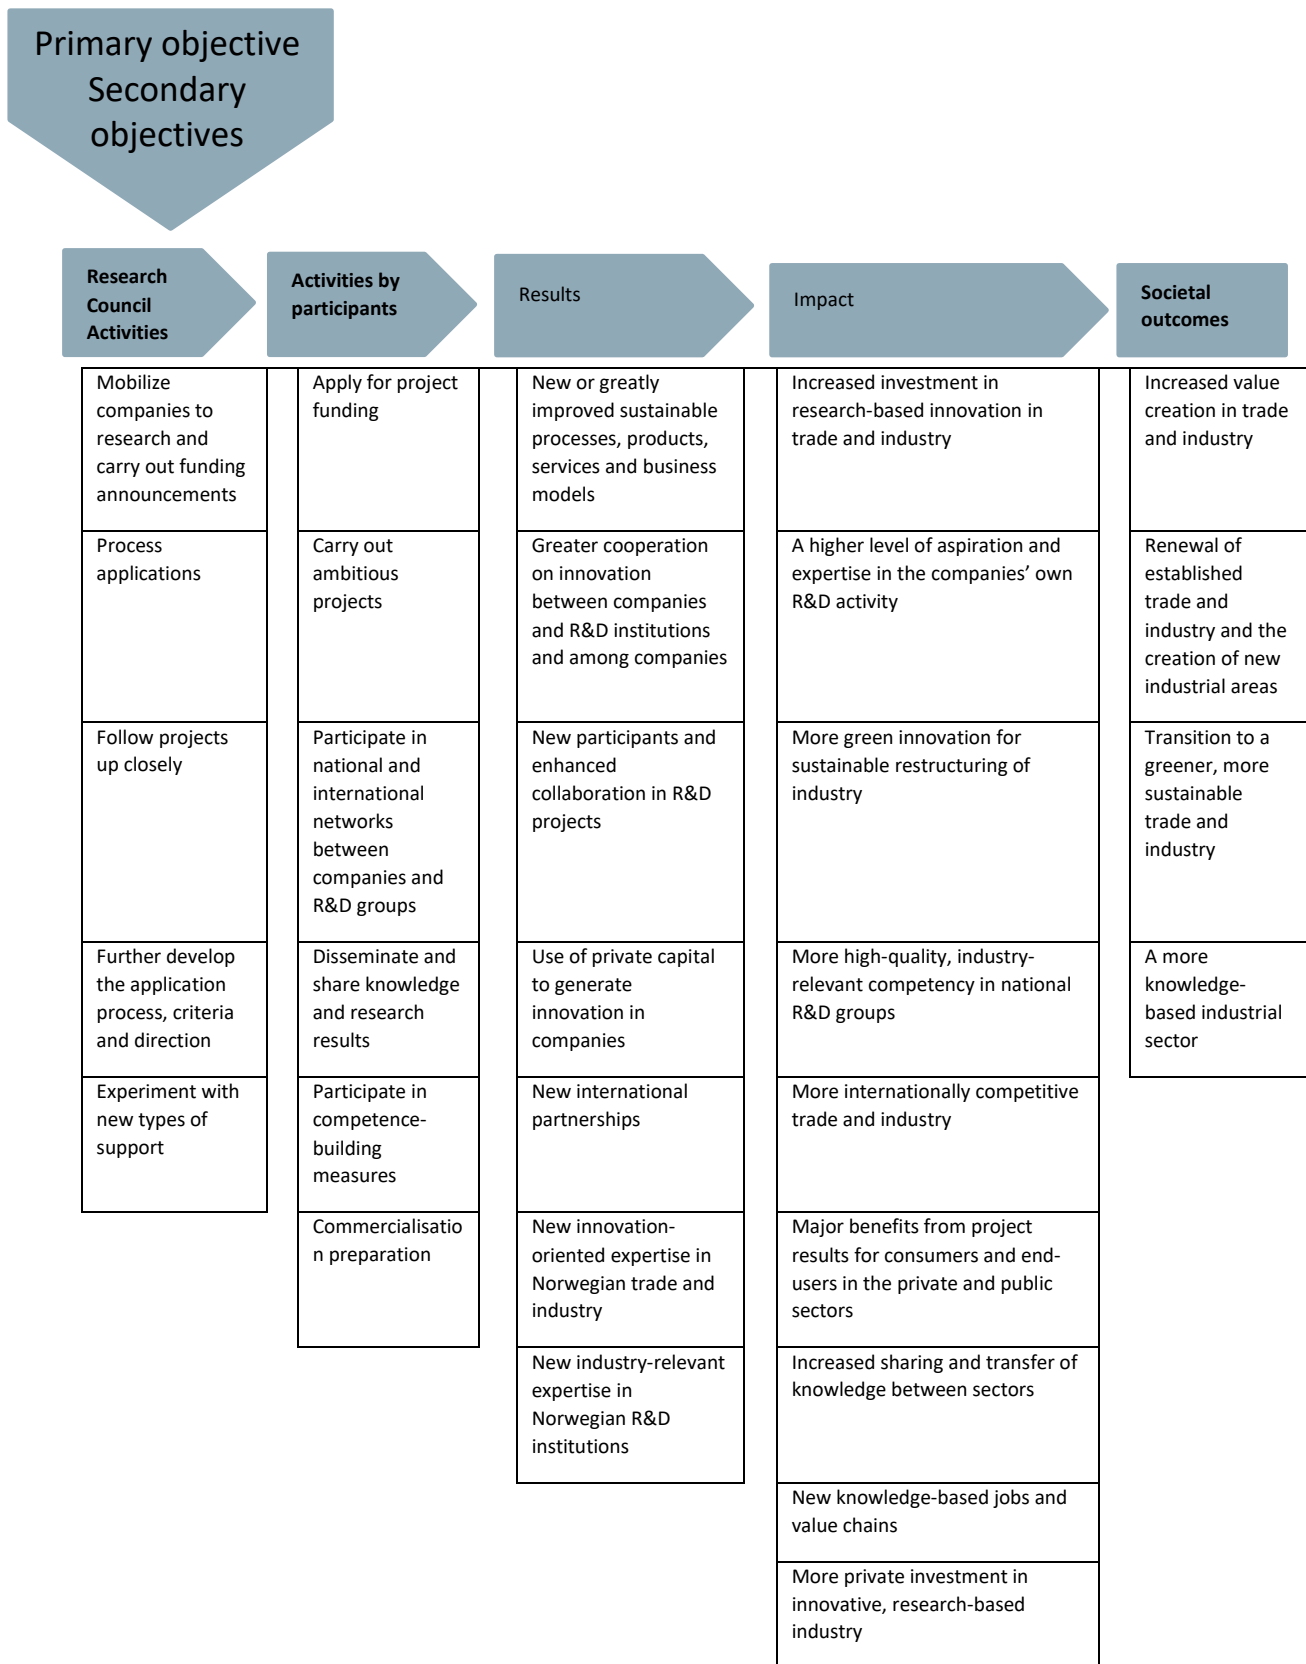 Primary objective
Secondary
objectives
Research
Council
Activities
Activities by
participants
Results
Impact
Societal
outcomes
Mobilize
companies to
research and
carry out funding
announcements
Apply for project
funding
New or greatly
improved sustainable
processes, products,
services and business
models
Increased investment in
research-based innovation in
trade and industry
Increased value
creation in trade
and industry
Process
applications
Carry out
ambitious
projects
Greater cooperation
on innovation
between companies
and R&D institutions
and among companies
A higher level of aspiration and
expertise in the companies’ own
R&D activity
Renewal of
established
trade and
industry and the
creation of new
industrial areas
Follow projects
up closely
Participate in
national and
international
networks
between
companies and
R&D groups
New participants and
enhanced
collaboration in R&D
projects
More green innovation for
sustainable restructuring of
industry
Transition to a
greener, more
sustainable
trade and
industry
Further develop
the application
process, criteria
and direction
Disseminate and
share knowledge
and research
results
Use of private capital
to generate
innovation in
companies
More high-quality, industry-
relevant competency in national
R&D groups
A more
knowledge-
based industrial
sector
Experiment with
new types of
support
Participate in
competence-
building
measures
New international
partnerships
More internationally competitive
trade and industry
Commercialisatio
n preparation
New innovation-
oriented expertise in
Norwegian trade and
industry
Major benefits from project
results for consumers and end-
users in the private and public
sectors
New industry-relevant
expertise in
Norwegian R&D
institutions
Increased sharing and transfer of
knowledge between sectors
New knowledge-based jobs and
value chains
More private investment in
innovative, research-based
industry